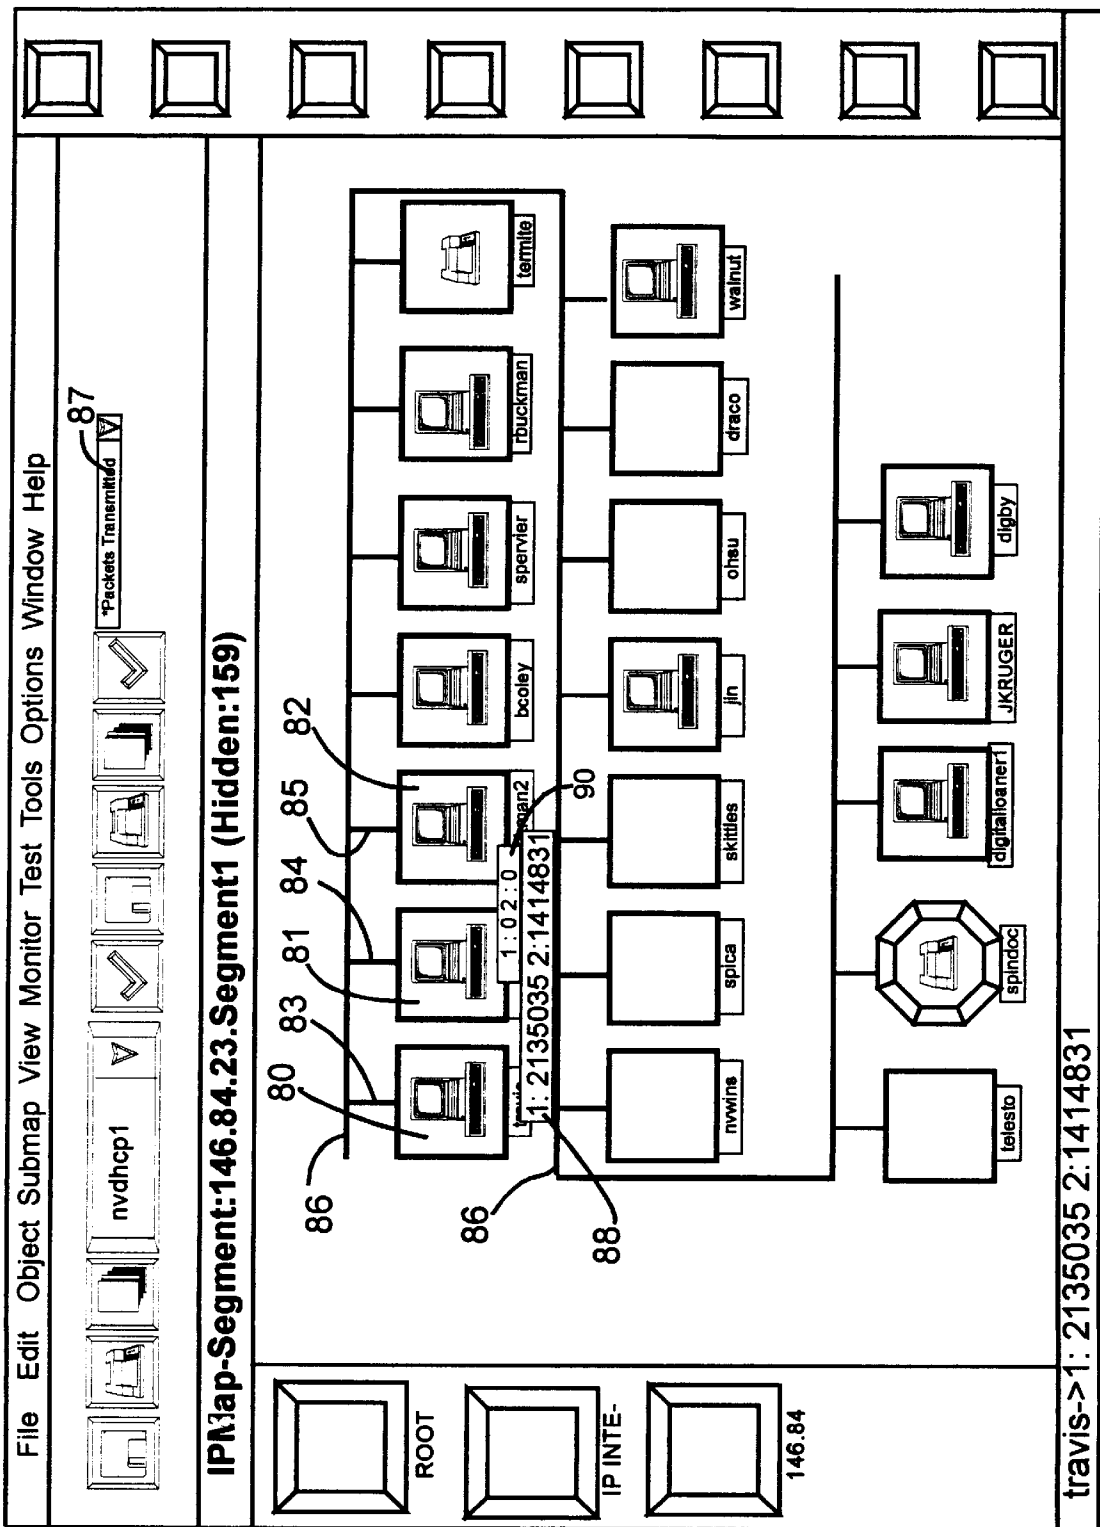 File Edit Object Submap View Monitor Test Tools Options Window Help
nvdhcp1
*Packets Transmitted
87
IPMap-Segment:146.84.23.Segment1 (Hidden:159)
ROOT
IP INTE-
146.84
86
80
83
81
84
85
82
bcoley
spervier
rbuckman
termite
man2
1:02:0
90
1: 2135035 2:1414831
86
88
nvwins
spica
skittles
jin
ohsu
draco
walnut
telesto
spindoc
digitalloaner1
JKRUGER
digby
travis->1: 2135035 2:1414831